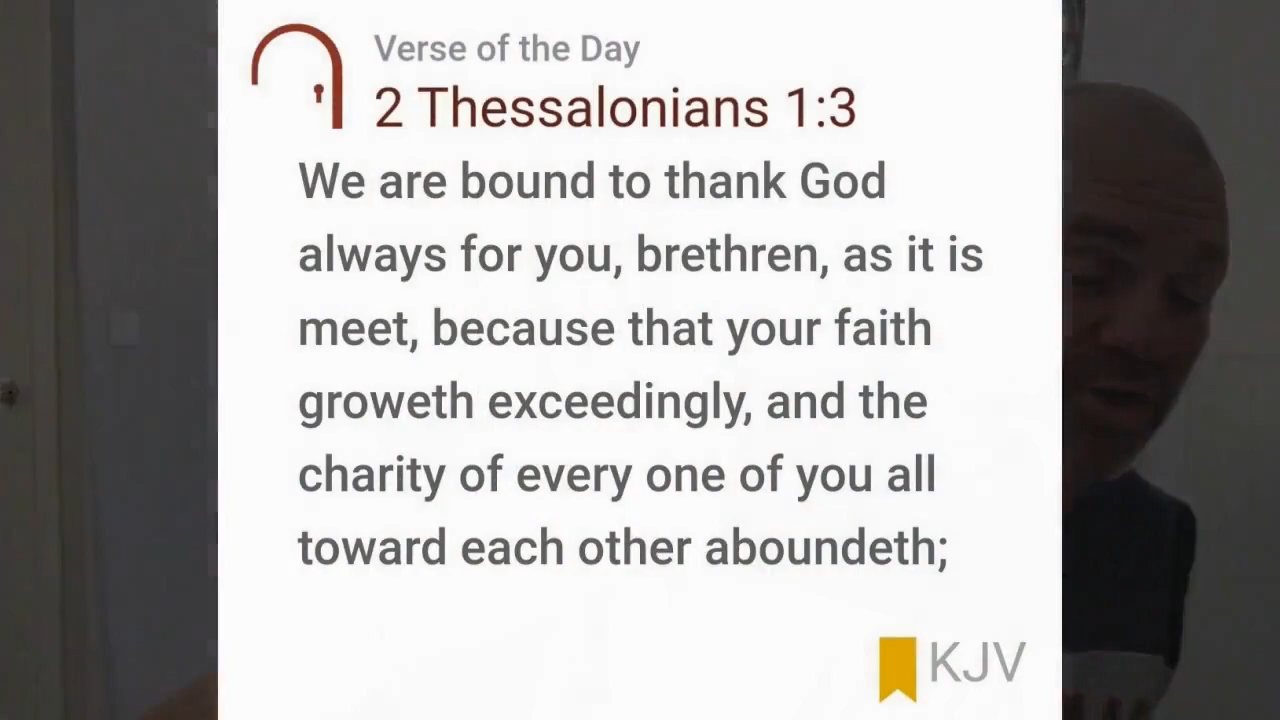 Verse of the Day
2 Thessalonians 1:3
We are bound to thank God
always for you, brethren, as it is
meet, because that your faith
groweth exceedingly, and the
charity of every one of you all
toward each other aboundeth;
KJV